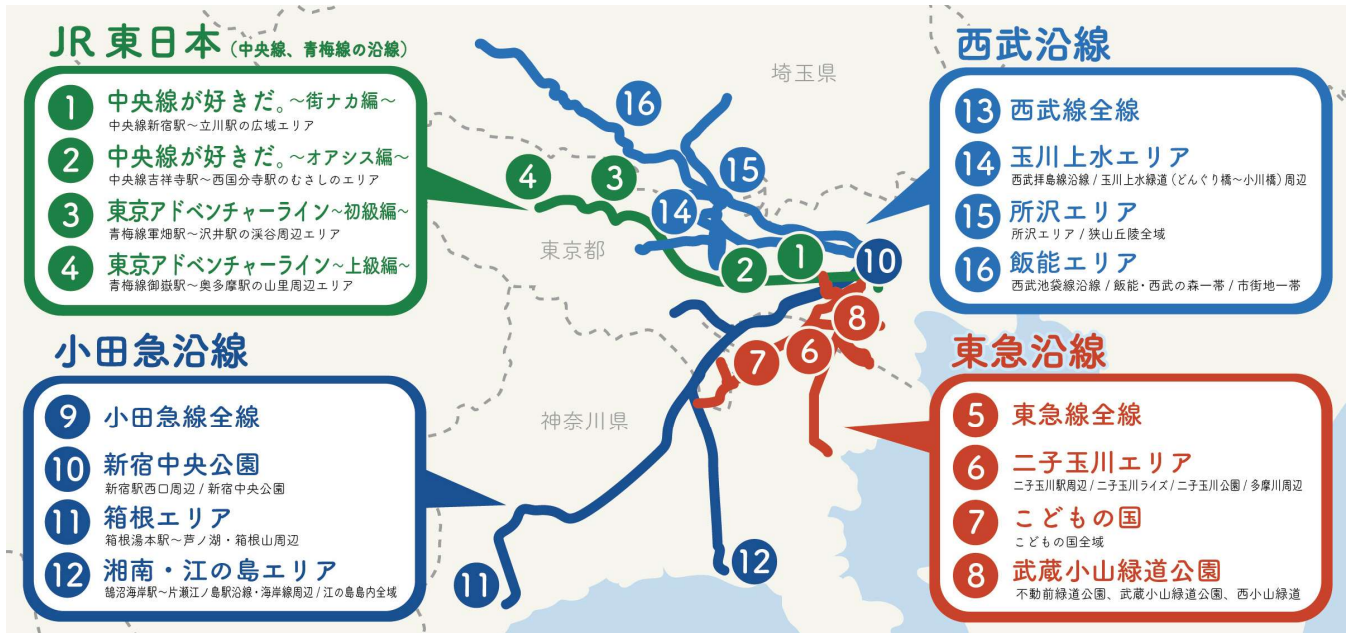 JR 東日本 (中央線、青梅線の沿線)
1 中央線が好きだ。～街ナカ編～
中央線新宿駅～立川駅の広域エリア
2 中央線が好きだ。～オアシス編～
中央線吉祥寺駅～西国分寺駅のむさしのエリア
3 東京アドベンチャーライン～初級編～
青梅線軍畑駅～沢井駅の渓谷周辺エリア
4 東京アドベンチャーライン～上級編～
青梅線御嶽駅～奥多摩駅の山里周辺エリア
小田急沿線
9 小田急線全線
10 新宿中央公園
新宿駅西口周辺 / 新宿中央公園
11 箱根エリア
箱根湯本駅～芦ノ湖・箱根山周辺
12 湘南・江の島エリア
鵠沼海岸駅～片瀬江ノ島駅沿線・海岸線周辺 / 江の島島内全域
埼玉県
16
15
4
3
14
東京都
2
1
10
8
6
7
神奈川県
11
12
西武沿線
13 西武線全線
14 玉川上水エリア
西武拝島線沿線 / 玉川上水緑道 (どんぐり橋～小川橋) 周辺
15 所沢エリア
所沢エリア / 狭山丘陵全域
16 飯能エリア
西武池袋線沿線 / 飯能・西武の森一帯 / 市街地一帯
東急沿線
5 東急線全線
6 二子玉川エリア
二子玉川駅周辺 / 二子玉川ライズ / 二子玉川公園 / 多摩川周辺
7 こどもの国
こどもの国全域
8 武蔵小山緑道公園
不動前緑道公園、武蔵小山緑道公園、西小山緑道